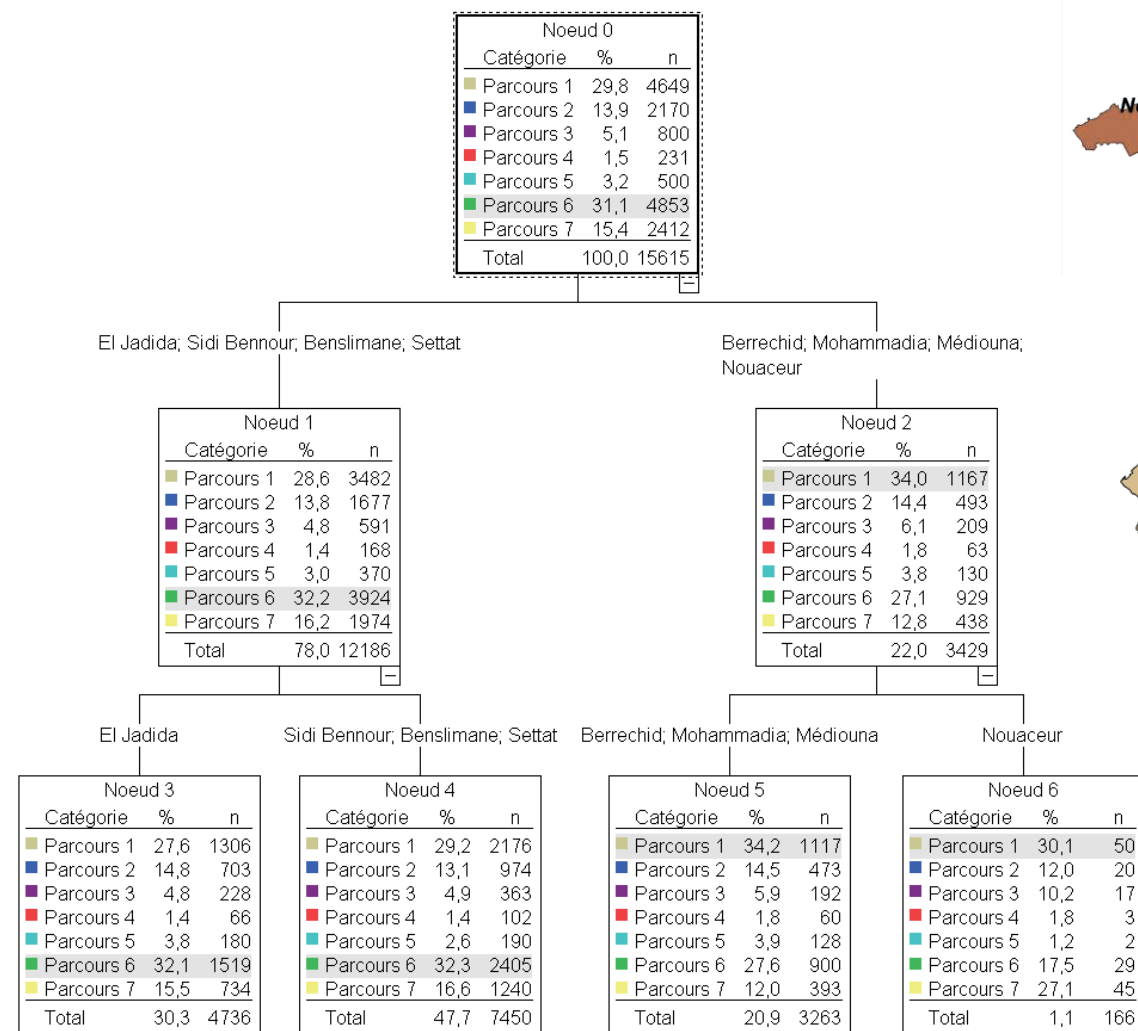 Noeud 0
Catégorie % n
Parcours 1 29,8 4649
Parcours 2 13,9 2170
Parcours 3 5,1 800
Parcours 4 1,5 231
Parcours 5 3,2 500
Parcours 6 31,1 4853
Parcours 7 15,4 2412
Total 100,0 15615
El Jadida; Sidi Bennour; Benslimane; Settat
Berrechid; Mohammadia; Médiouna;
Nouaceur
Noeud 1
Catégorie % n
Parcours 1 28,6 3482
Parcours 2 13,8 1677
Parcours 3 4,8 591
Parcours 4 1,4 168
Parcours 5 3,0 370
Parcours 6 32,2 3924
Parcours 7 16,2 1974
Total 78,0 12186
Noeud 2
Catégorie % n
Parcours 1 34,0 1167
Parcours 2 14,4 493
Parcours 3 6,1 209
Parcours 4 1,8 63
Parcours 5 3,8 130
Parcours 6 27,1 929
Parcours 7 12,8 438
Total 22,0 3429
El Jadida
Sidi Bennour; Benslimane; Settat
Berrechid; Mohammadia; Médiouna
Nouaceur
Noeud 3
Catégorie % n
Parcours 1 27,6 1306
Parcours 2 14,8 703
Parcours 3 4,8 228
Parcours 4 1,4 66
Parcours 5 3,8 180
Parcours 6 32,1 1519
Parcours 7 15,5 734
Total 30,3 4736
Noeud 4
Catégorie % n
Parcours 1 29,2 2176
Parcours 2 13,1 974
Parcours 3 4,9 363
Parcours 4 1,4 102
Parcours 5 2,6 190
Parcours 6 32,3 2405
Parcours 7 16,6 1240
Total 47,7 7450
Noeud 5
Catégorie % n
Parcours 1 34,2 1117
Parcours 2 14,5 473
Parcours 3 5,9 192
Parcours 4 1,8 60
Parcours 5 3,9 128
Parcours 6 27,6 900
Parcours 7 12,0 393
Total 20,9 3263
Noeud 6
Catégorie % n
Parcours 1 30,1 50
Parcours 2 12,0 20
Parcours 3 10,2 17
Parcours 4 1,8 3
Parcours 5 1,2 2
Parcours 6 17,5 29
Parcours 7 27,1 45
Total 1,1 166